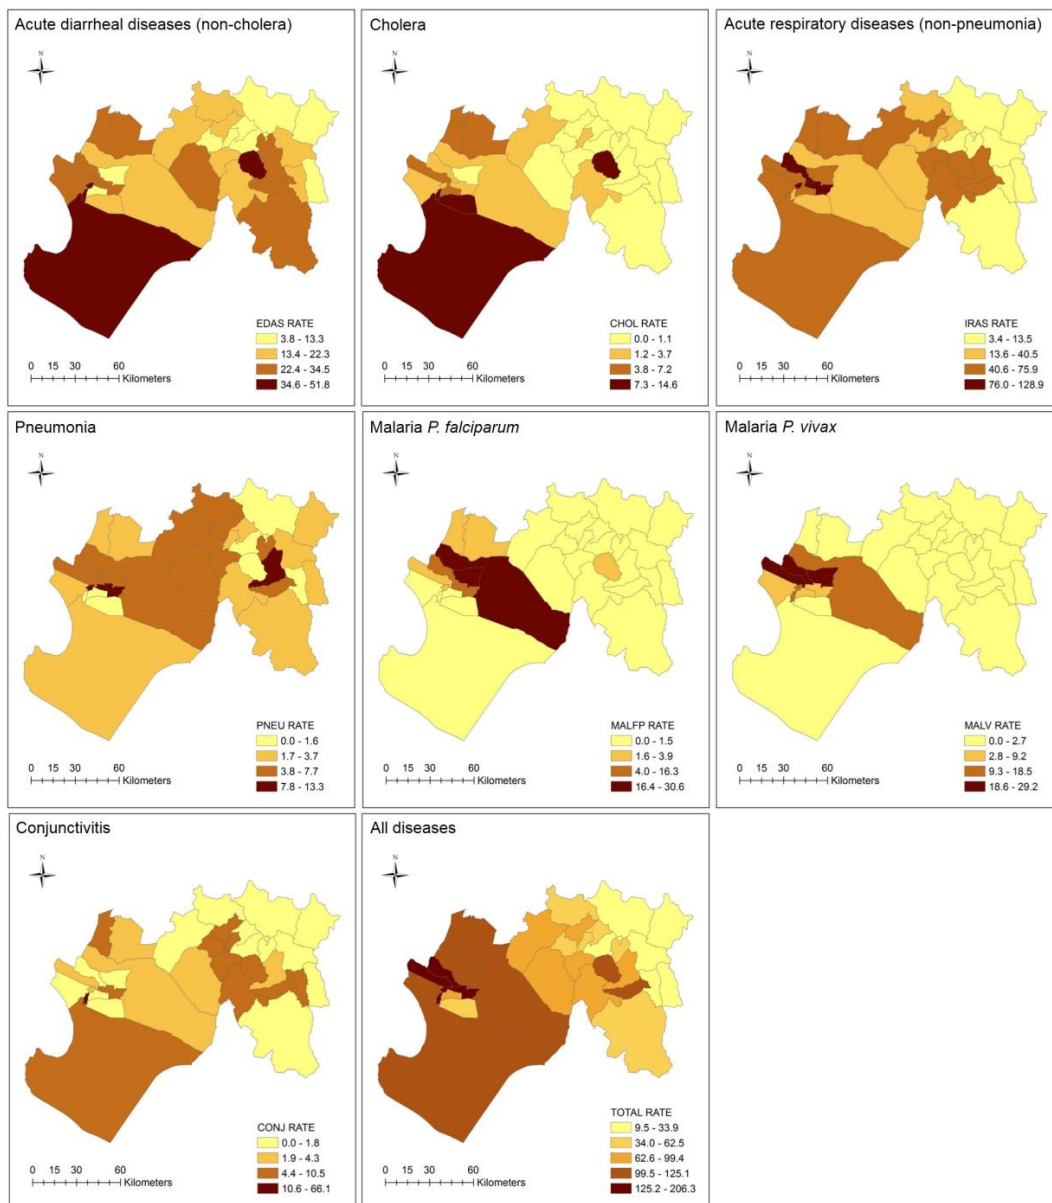 Acute diarrheal diseases (non-cholera)
N
EDAS RATE
3.8 - 13.3
13.4 - 22.3
22.4 - 34.5
34.6 - 51.8
0 15 30 60
Kilometers
Cholera
N
CHOL RATE
0.0 - 1.1
1.2 - 3.7
3.8 - 7.2
7.3 - 14.6
0 15 30 60
Kilometers
Acute respiratory diseases (non-pneumonia)
N
IRAS RATE
3.4 - 13.5
13.6 - 40.5
40.6 - 75.9
76.0 - 128.9
0 15 30 60
Kilometers
Pneumonia
N
PNEU RATE
0.0 - 1.6
1.7 - 3.7
3.8 - 7.7
7.8 - 13.3
0 15 30 60
Kilometers
Malaria P. falciparum
N
MALFP RATE
0.0 - 1.5
1.6 - 3.9
4.0 - 16.3
16.4 - 30.6
0 15 30 60
Kilometers
Malaria P. vivax
N
MALV RATE
0.0 - 2.7
2.8 - 9.2
9.3 - 18.5
18.6 - 29.2
0 15 30 60
Kilometers
Conjunctivitis
N
CONJ RATE
0.0 - 1.8
1.9 - 4.3
4.4 - 10.5
10.6 - 66.1
0 15 30 60
Kilometers
All diseases
N
TOTAL RATE
9.5 - 33.9
34.0 - 62.5
62.6 - 99.4
99.5 - 125.1
125.2 - 206.3
0 15 30 60
Kilometers